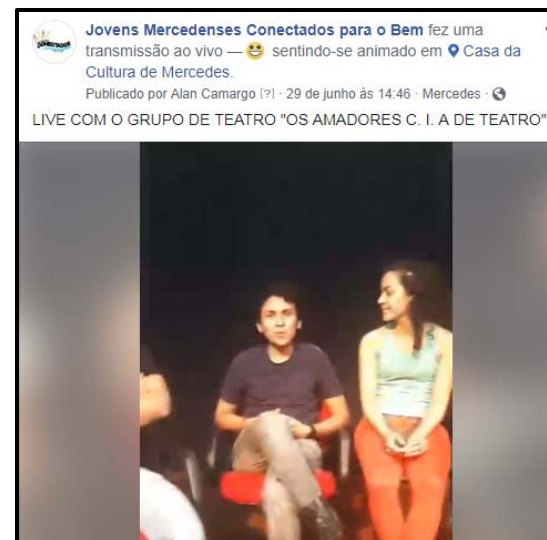 CONECTADOS
Jovens Mercedenses Conectados para o Bem fez uma
transmissão ao vivo — sentindo-se animado em Casa da
Cultura de Mercedes.
Publicado por Alan Camargo [?] · 29 de junho às 14:46 · Mercedes ·
LIVE COM O GRUPO DE TEATRO "OS AMADORES C. I. A DE TEATRO"